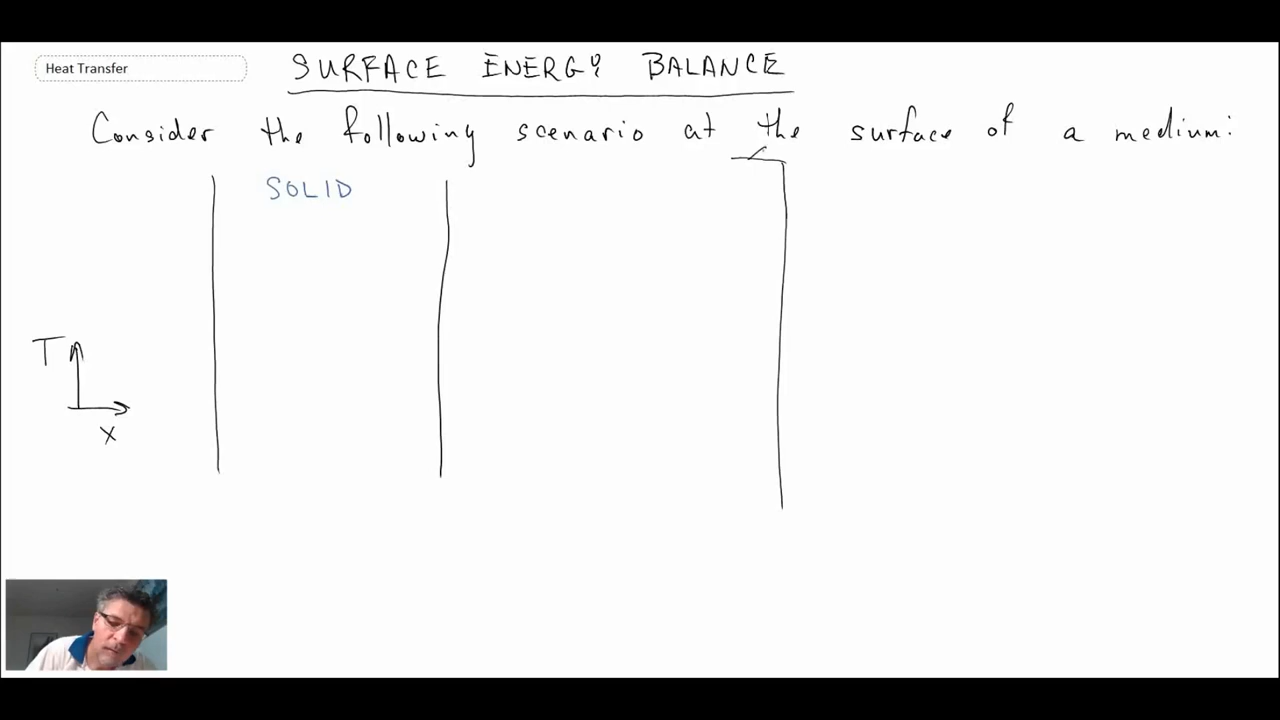 Heat Transfer
SURFACE ENERGY BALANCE
Consider the following scenario at the surface of a medium:
SOLID
T
x